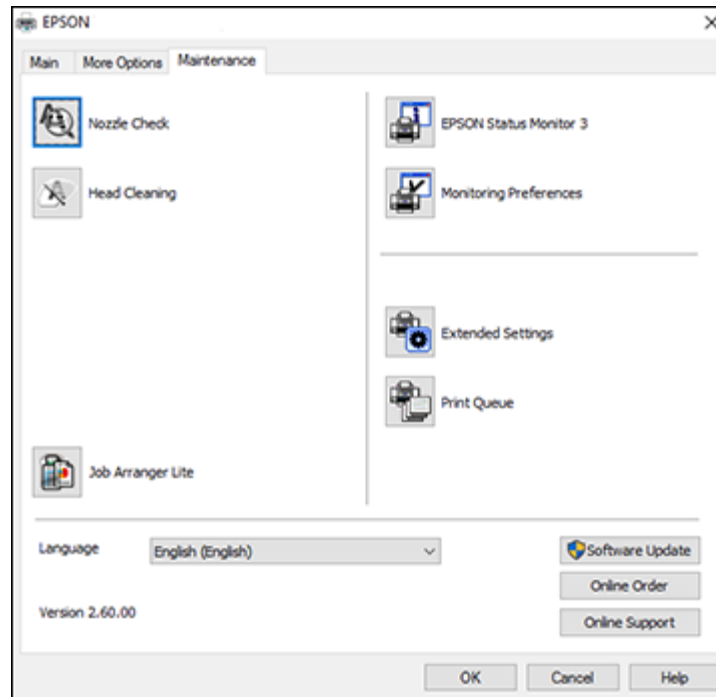 EPSON
Main More Options Maintenance
Nozzle Check
Head Cleaning
Job Arranger Lite
EPSON Status Monitor 3
Monitoring Preferences
Extended Settings
Print Queue
Language English (English)
Version 2.60.00
Software Update
Online Order
Online Support
OK Cancel Help